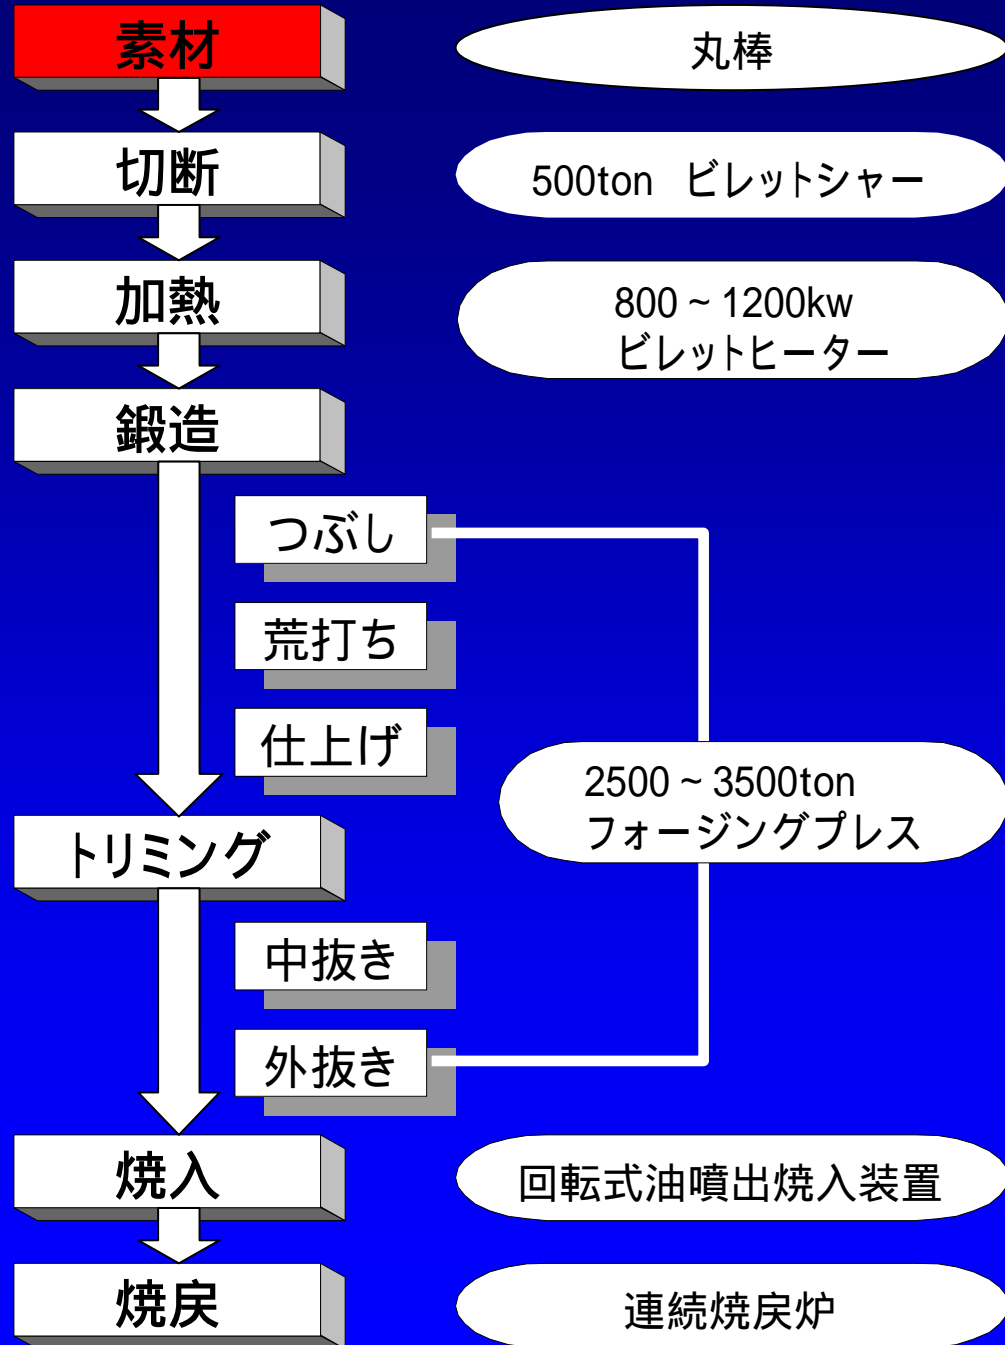 素材
丸棒
切断
500ton ビレットシャー
加熱
800 ~ 1200kw
ビレットヒーター
鍛造
つぶし
荒打ち
仕上げ
2500 ~ 3500ton
フォージングプレス
トリミング
中抜き
外抜き
焼入
回転式油噴出焼入装置
焼戻
連続焼戻炉